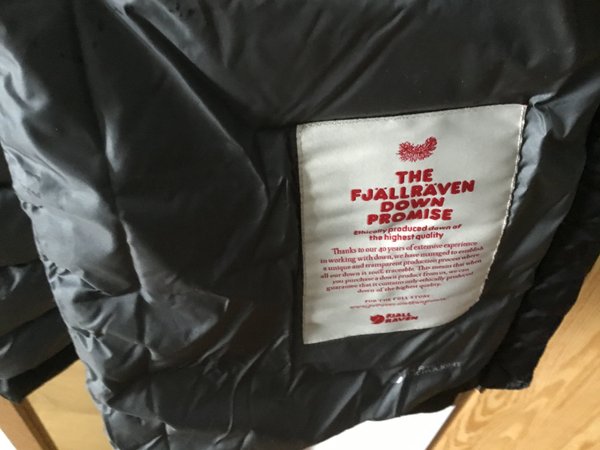 THE
FJÄLLRÄVEN
DOWN
PROMISE
Ethically produced down of
the highest quality
Thanks to our 40 years of extensive experience
in working with down, we have managed to establish
a unique and transparent production process where
all our down is 100% traceable. This means that when
you purchase a down product from us, we can
guarantee that it contains only ethically produced
down of the highest quality.
FOR THE FULL STORY
FJÄLL
RÄVEN